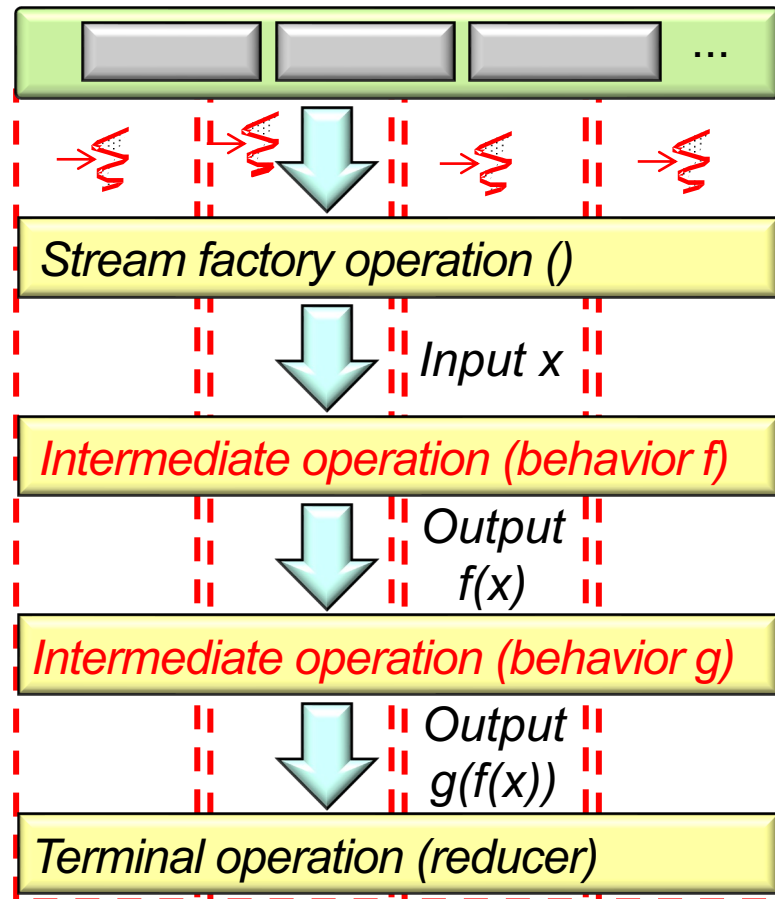 ...
Stream factory operation ()
Input x
Intermediate operation (behavior f)
Output
f(x)
Intermediate operation (behavior g)
Output
g(f(x))
Terminal operation (reducer)